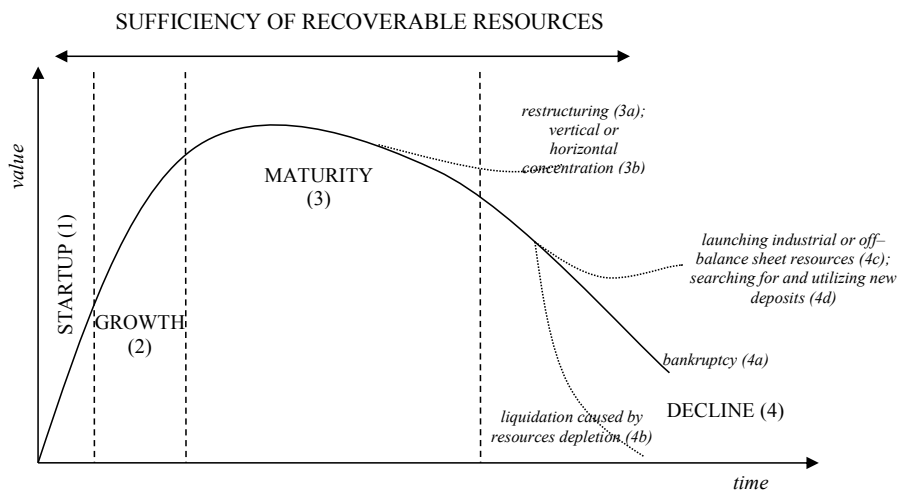 SUFFICIENCY OF RECOVERABLE RESOURCES
value
restructuring (3a);
vertical or
horizontal
concentration (3b)
MATURITY
(3)
STARTUP (1)
launching industrial or off–
balance sheet resources (4c);
searching for and utilizing new
deposits (4d)
GROWTH
(2)
bankruptcy (4a)
DECLINE (4)
liquidation caused by
resources depletion (4b)
time